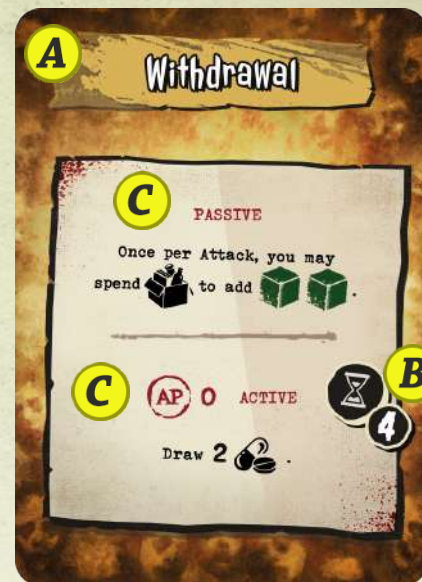 A
Withdrawal
C
PASSIVE
Once per Attack, you may
spend to add .
C AP 0 ACTIVE B
4
Draw 2 .